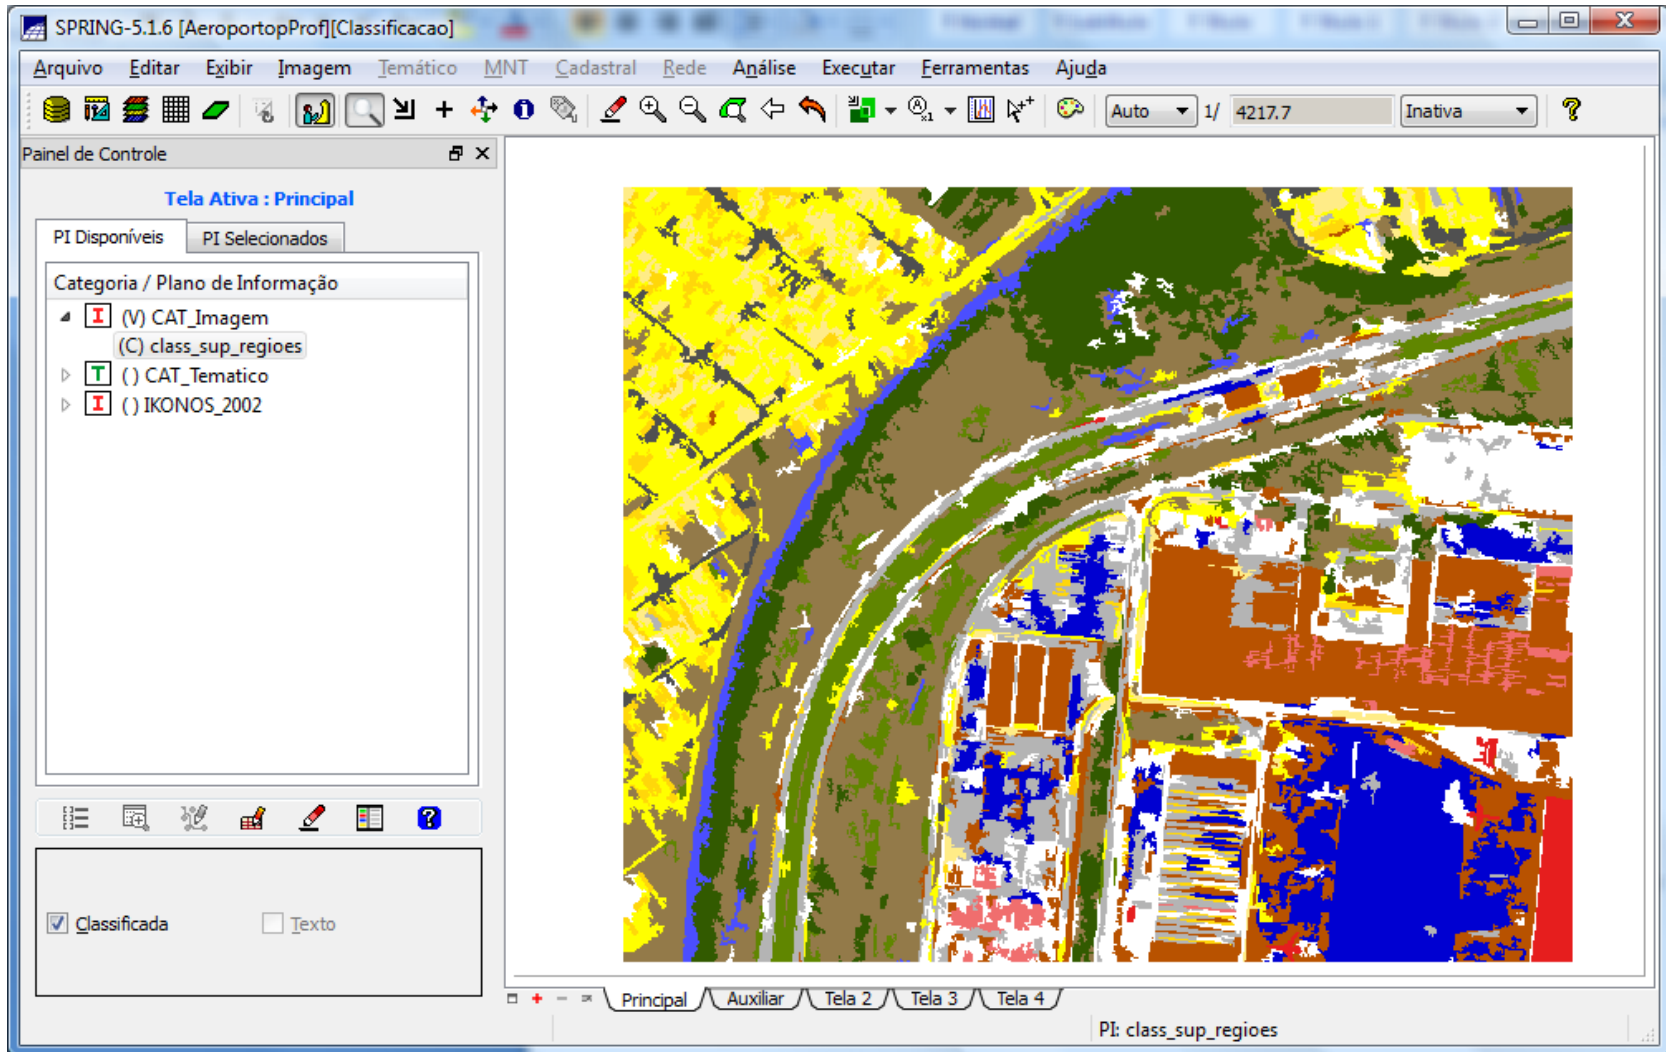 SPRING-5.1.6 [AeroportopProf][Classificacao]
Arquivo Editar Exibir Imagem Temático MNT Cadastral Rede Análise Executar Ferramentas Ajuda
Auto 1/ 4217.7 Inativa
Painel de Controle
Tela Ativa : Principal
PI Disponíveis PI Selecionados
Categoria / Plano de Informação
(V) CAT_Imagem
(C) class_sup_regioes
( ) CAT_Tematico
( ) IKONOS_2002
Classificada Texto
Principal Auxiliar Tela 2 Tela 3 Tela 4
PI: class_sup_regioes